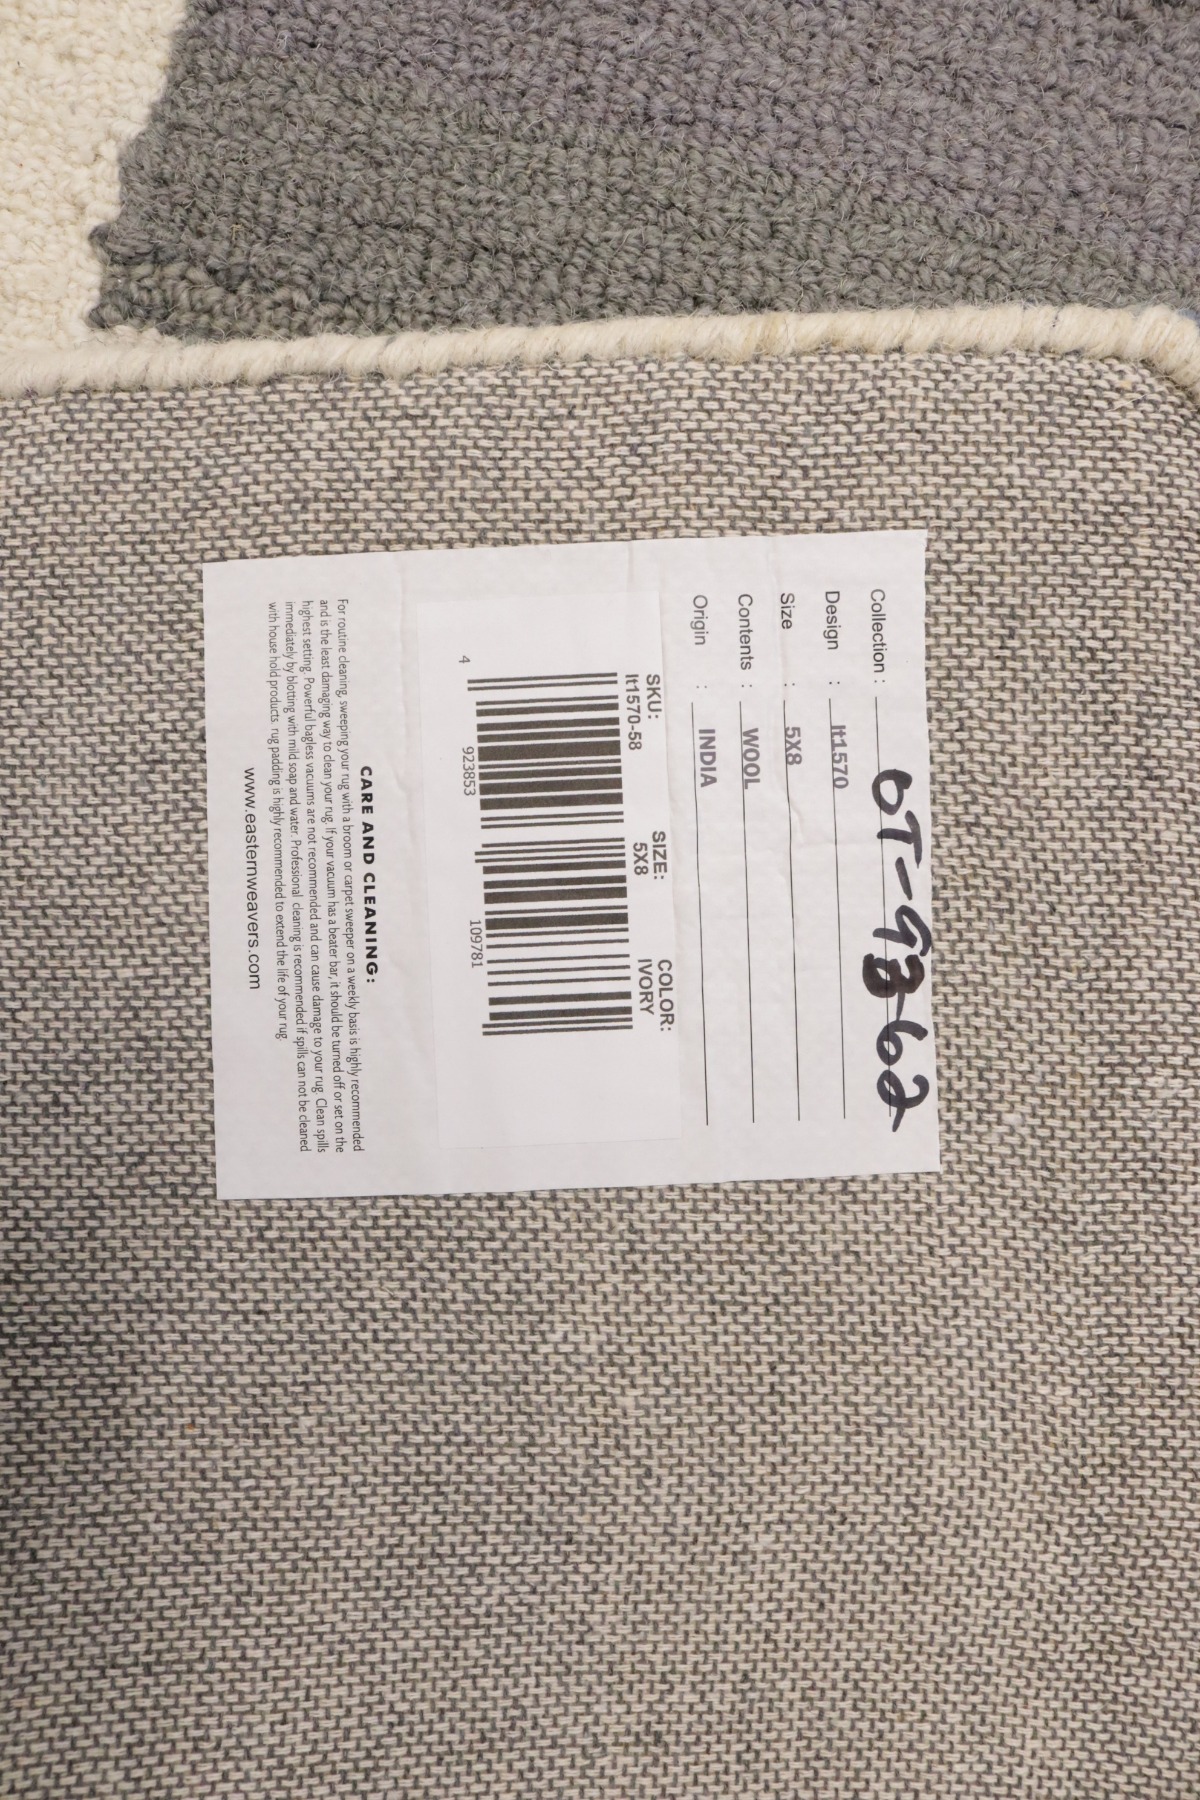 Collection : OT-93-62
Design : lt1570
Size : 5X8
Contents : WOOL
Origin : INDIA
SKU: SIZE: COLOR:
lt1570-58 5X8 IVORY
4 923853 109781
CARE AND CLEANING:
For routine cleaning, sweeping your rug with a broom or carpet sweeper on a weekly basis is highly recommended
and is the least damaging way to clean your rug. If your vacuum has a beater bar, it should be turned off or set on the
highest setting. Powerful bagless vacuums are not recommended and can cause damage to your rug. Clean spills
immediately by blotting with mild soap and water. Professional cleaning is recommended if spills can not be cleaned
with house hold products rug padding is highly recommended to extend the life of your rug.
www.easternweavers.com